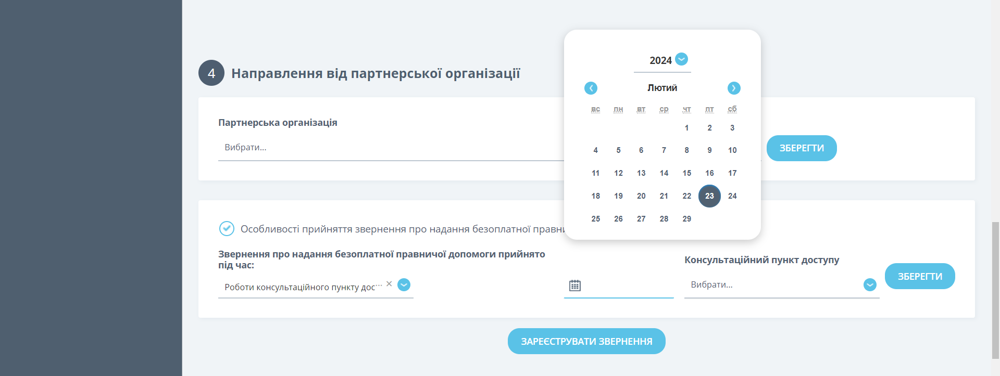 4 Направлення від партнерської організації
Партнерська організація
Вибрати...
ЗБЕРЕГТИ
2024
Лютий
вс пн вт ср чт пт сб
1 2 3
4 5 6 7 8 9 10
11 12 13 14 15 16 17
18 19 20 21 22 23 24
25 26 27 28 29
Особливості прийняття звернення про надання безоплатної
Звернення про надання безоплатної правничої допомоги прийнято
під час:
Роботи консультаційного пункту дос...
Консультаційний пункт доступу
Вибрати...
ЗБЕРЕГТИ
ЗАРЕЄСТРУВАТИ ЗВЕРНЕННЯ